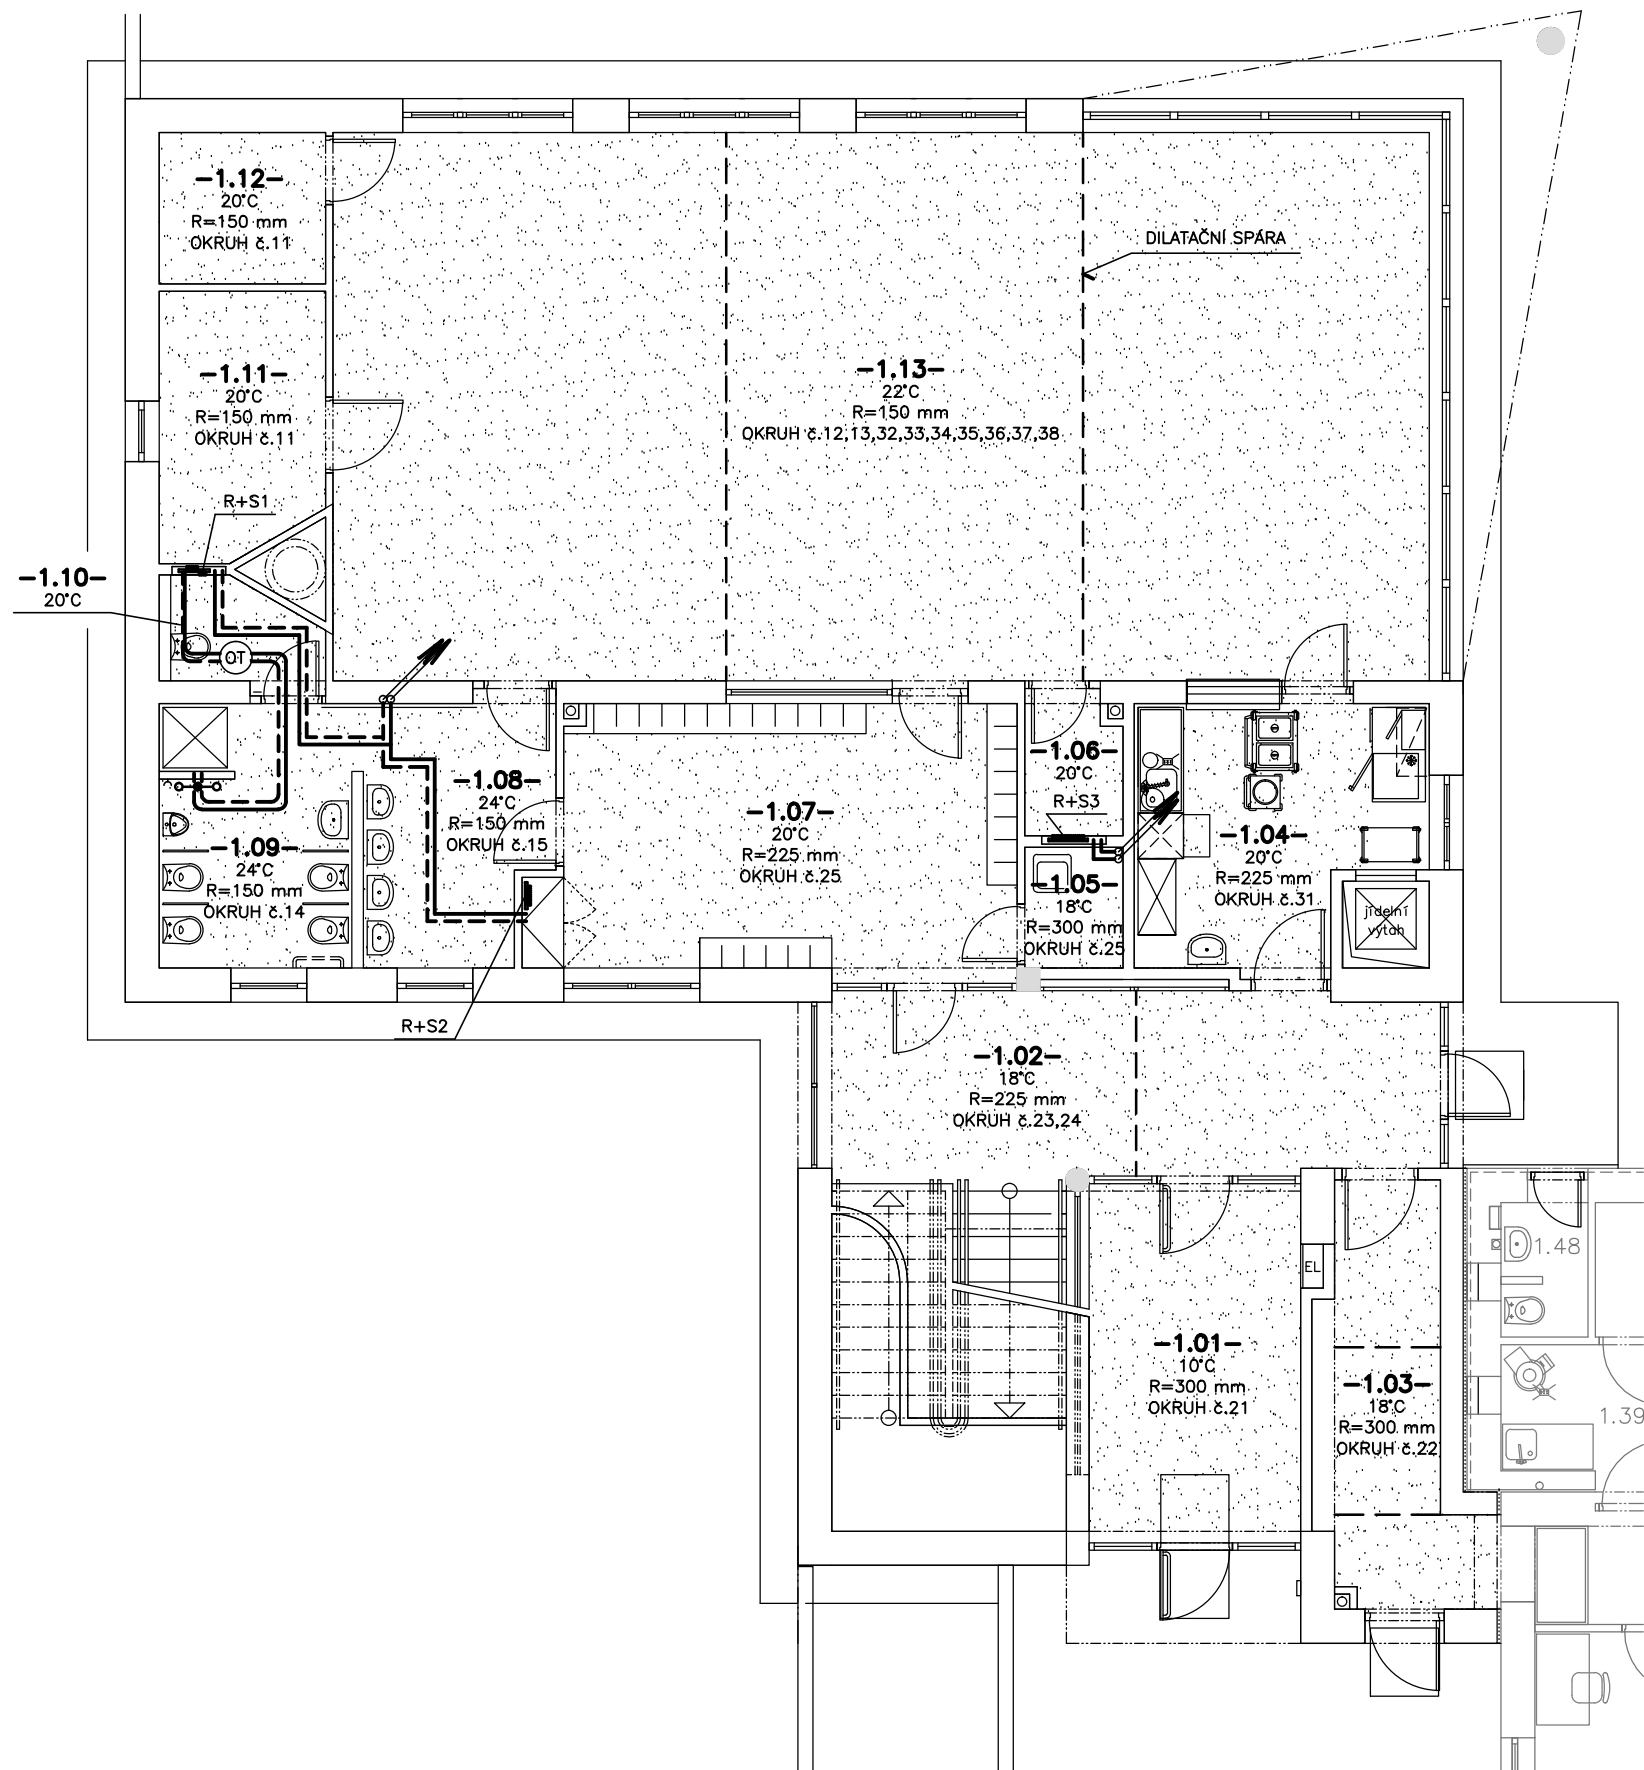 -1.12-
20°C
R=150 mm
OKRUH č.11
DILATAČNÍ SPÁRA
-1.11-
20°C
R=150 mm
OKRUH č.11
-1.13-
22°C
R=150 mm
OKRUH č.12,13,32,33,34,35,36,37,38
R+S1
-1.10-
20°C
OT
-1.08-
24°C
R=150 mm
OKRUH č.15
-1.09-
24°C
R=150 mm
OKRUH č.14
-1.07-
20°C
R=225 mm
OKRUH č.25
-1.06-
20°C
R+S3
-1.05-
18°C
R=300 mm
OKRUH č.25
-1.04-
20°C
R=225 mm
OKRUH č.31
jídelní
výtah
R+S2
-1.02-
18°C
R=225 mm
OKRUH č.23,24
EL
1.48
-1.01-
10°C
R=300 mm
OKRUH č.21
-1.03-
18°C
R=300 mm
OKRUH č.22
1.39